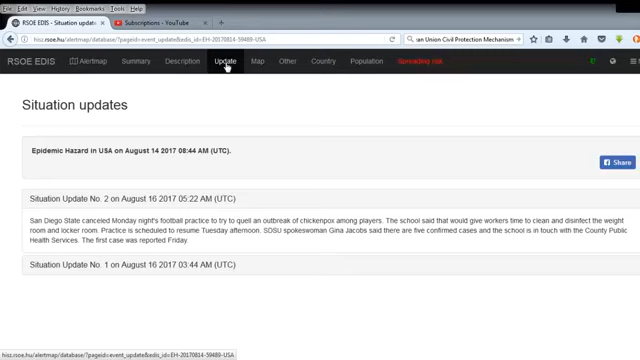 File Edit View History Bookmarks Tools Help
RSOE EDIS - Situation update × Subscriptions - YouTube × +
hisz.rsoe.hu/alertmap/database/?pageid=event_update&edis_id=EH-20170814-59489-USA 90% Search an Union Civil Protection Mechanism
RSOE EDIS Alertmap Summary Description Update Map Other Country Population Spreading risk
Situation updates
Epidemic Hazard in USA on August 14 2017 08:44 AM (UTC).
Share
Situation Update No. 2 on August 16 2017 05:22 AM (UTC)
San Diego State canceled Monday night's football practice to try to quell an outbreak of chickenpox among players. The school said that would give workers time to clean and disinfect the weight
room and locker room. Practice is scheduled to resume Tuesday afternoon. SDSU spokeswoman Gina Jacobs said there are five confirmed cases and the school is in touch with the County Public
Health Services. The first case was reported Friday.
Situation Update No. 1 on August 16 2017 03:44 AM (UTC)
hisz.rsoe.hu/alertmap/database/?pageid=event_update&edis_id=EH-20170814-59489-USA